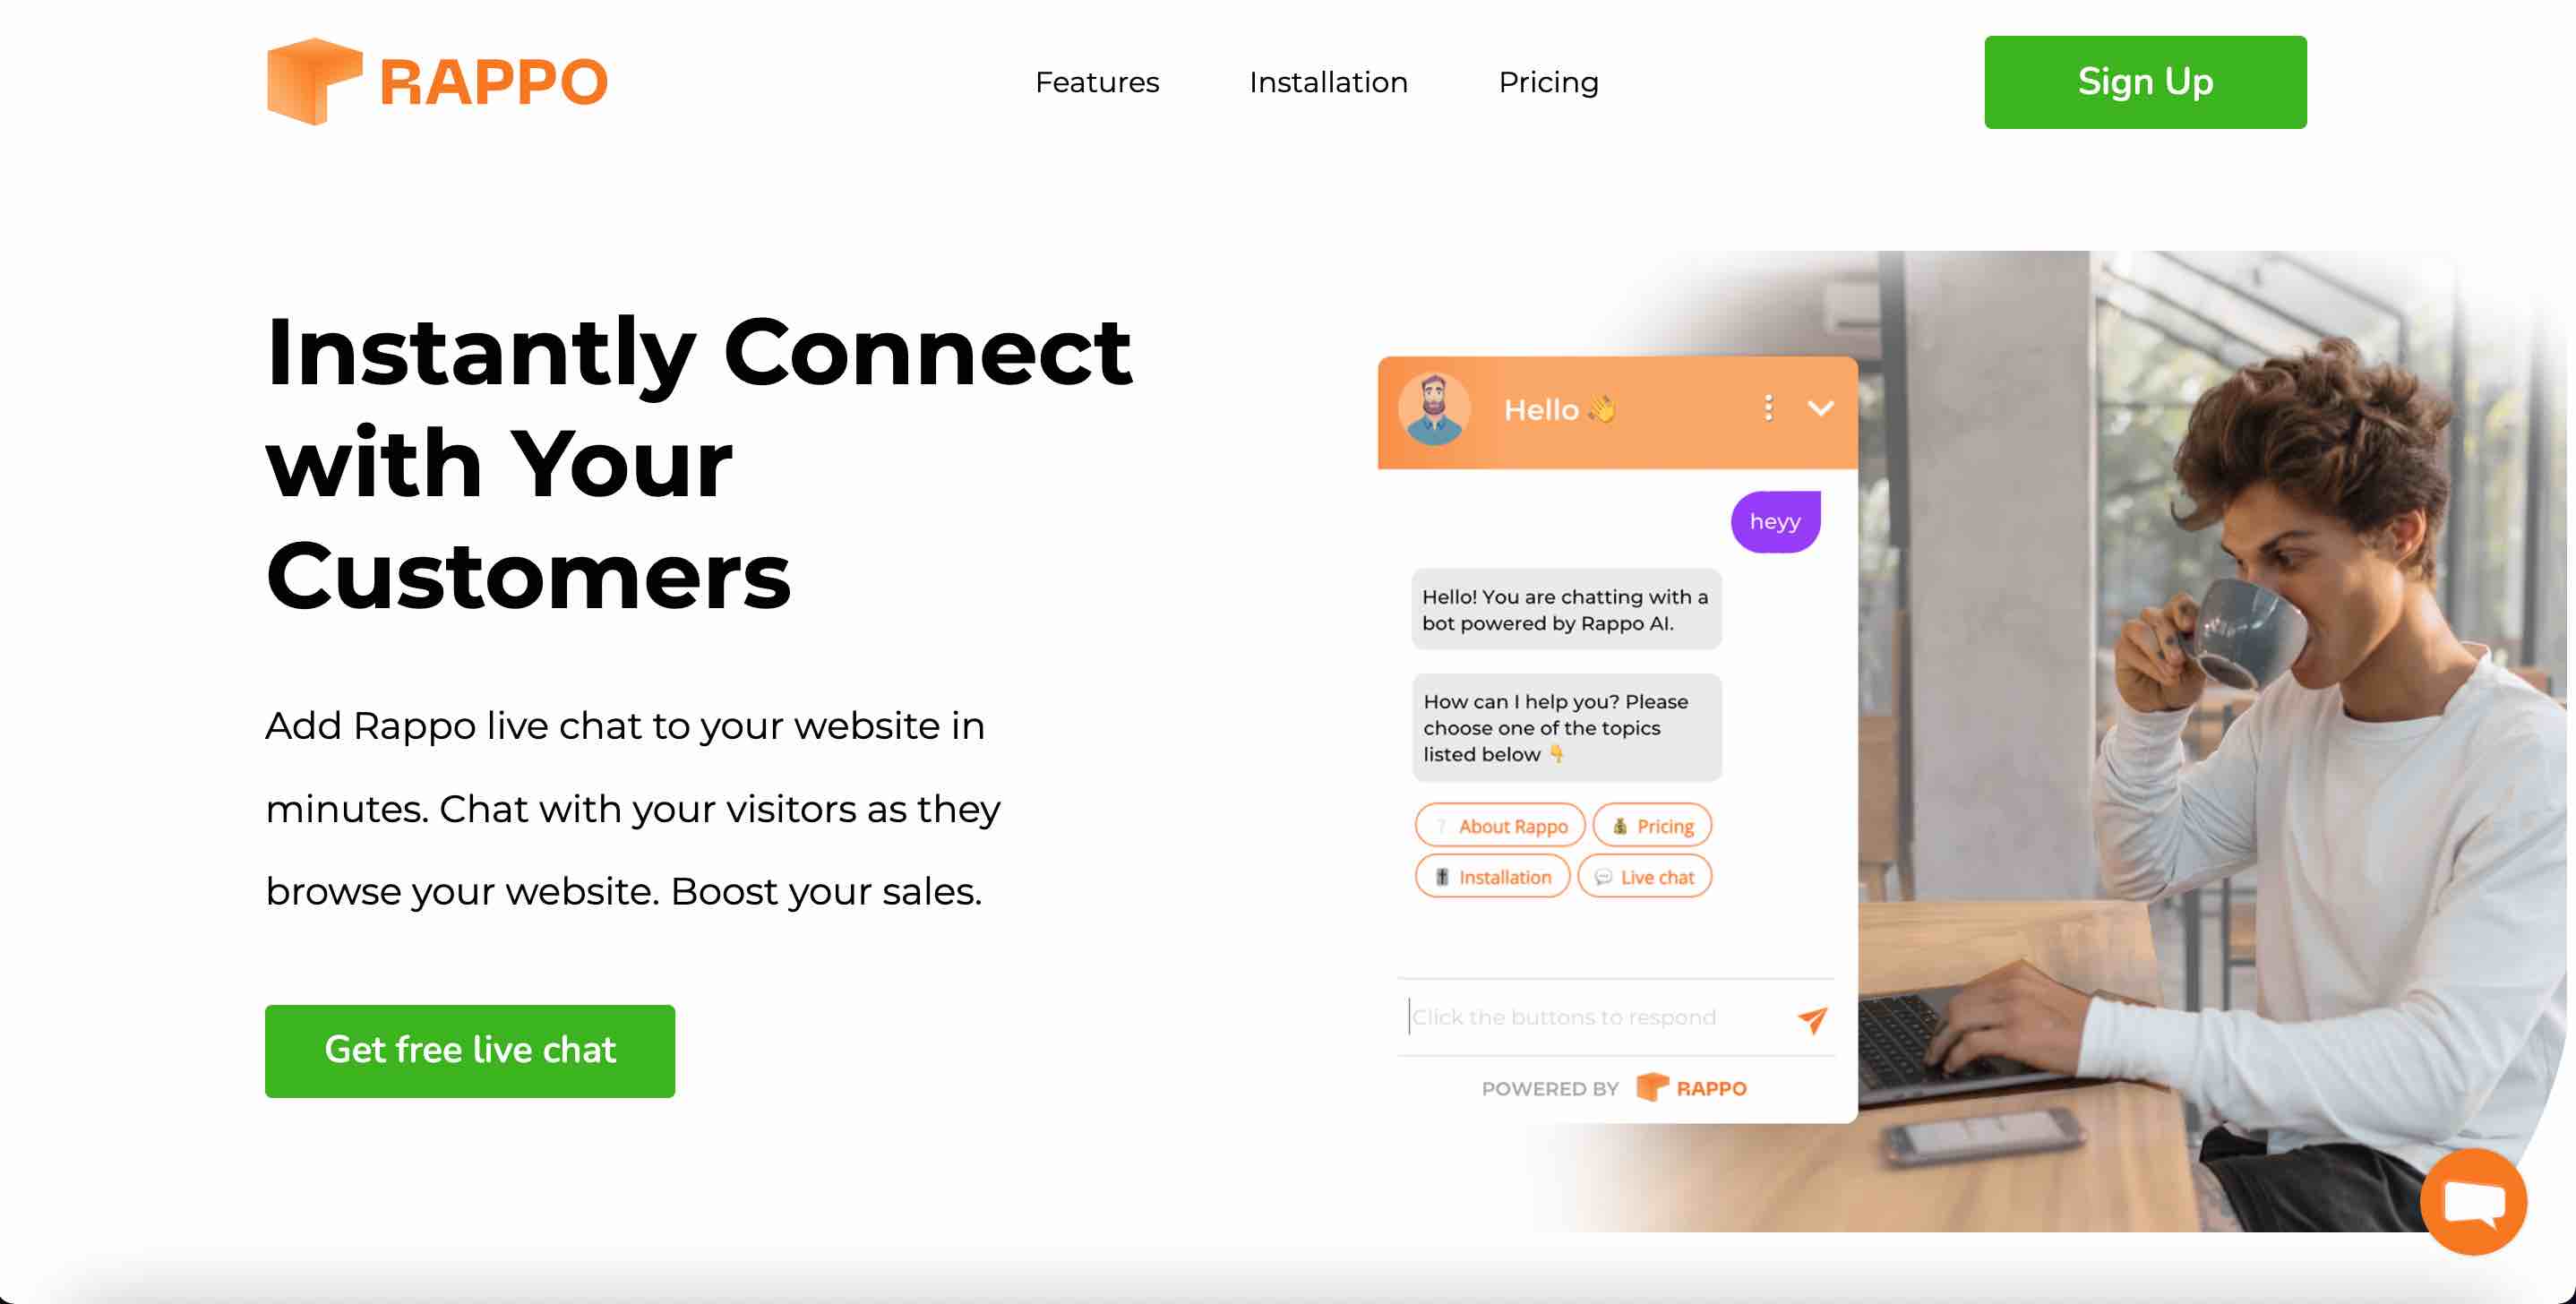 RAPPO
Features
Installation
Pricing
Sign Up
Instantly Connect
with Your
Customers
Add Rappo live chat to your website in
minutes. Chat with your visitors as they
browse your website. Boost your sales.
Get free live chat
Hello 👋
heyy
Hello! You are chatting with a
bot powered by Rappo AI.
How can I help you? Please
choose one of the topics
listed below 👇
❔ About Rappo
💰 Pricing
Installation
💬 Live chat
Click the buttons to respond
POWERED BY RAPPO